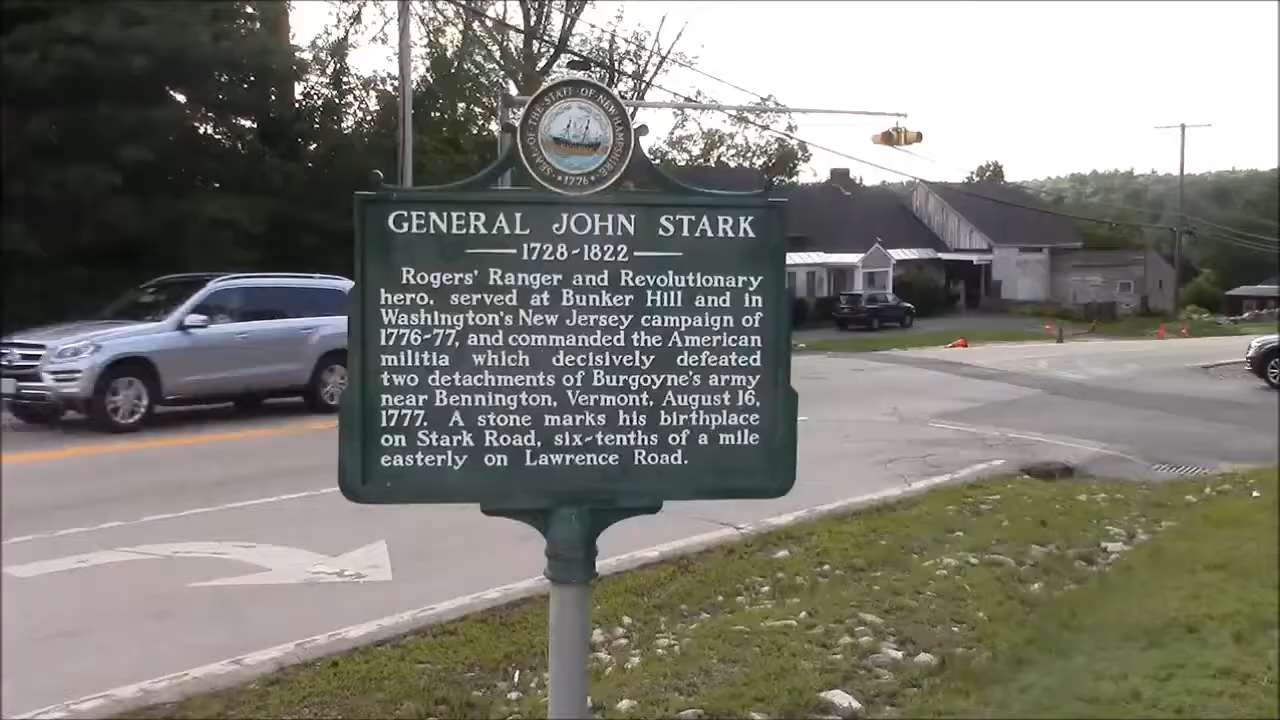 SEAL·OF·THE·STATE·OF·NEW HAMPSHIRE·
·1776·
GENERAL JOHN STARK
1728-1822
Rogers' Ranger and Revolutionary
hero, served at Bunker Hill and in
Washington's New Jersey campaign of
1776-77, and commanded the American
militia which decisively defeated
two detachments of Burgoyne's army
near Bennington, Vermont, August 16,
1777. A stone marks his birthplace
on Stark Road, six-tenths of a mile
easterly on Lawrence Road.